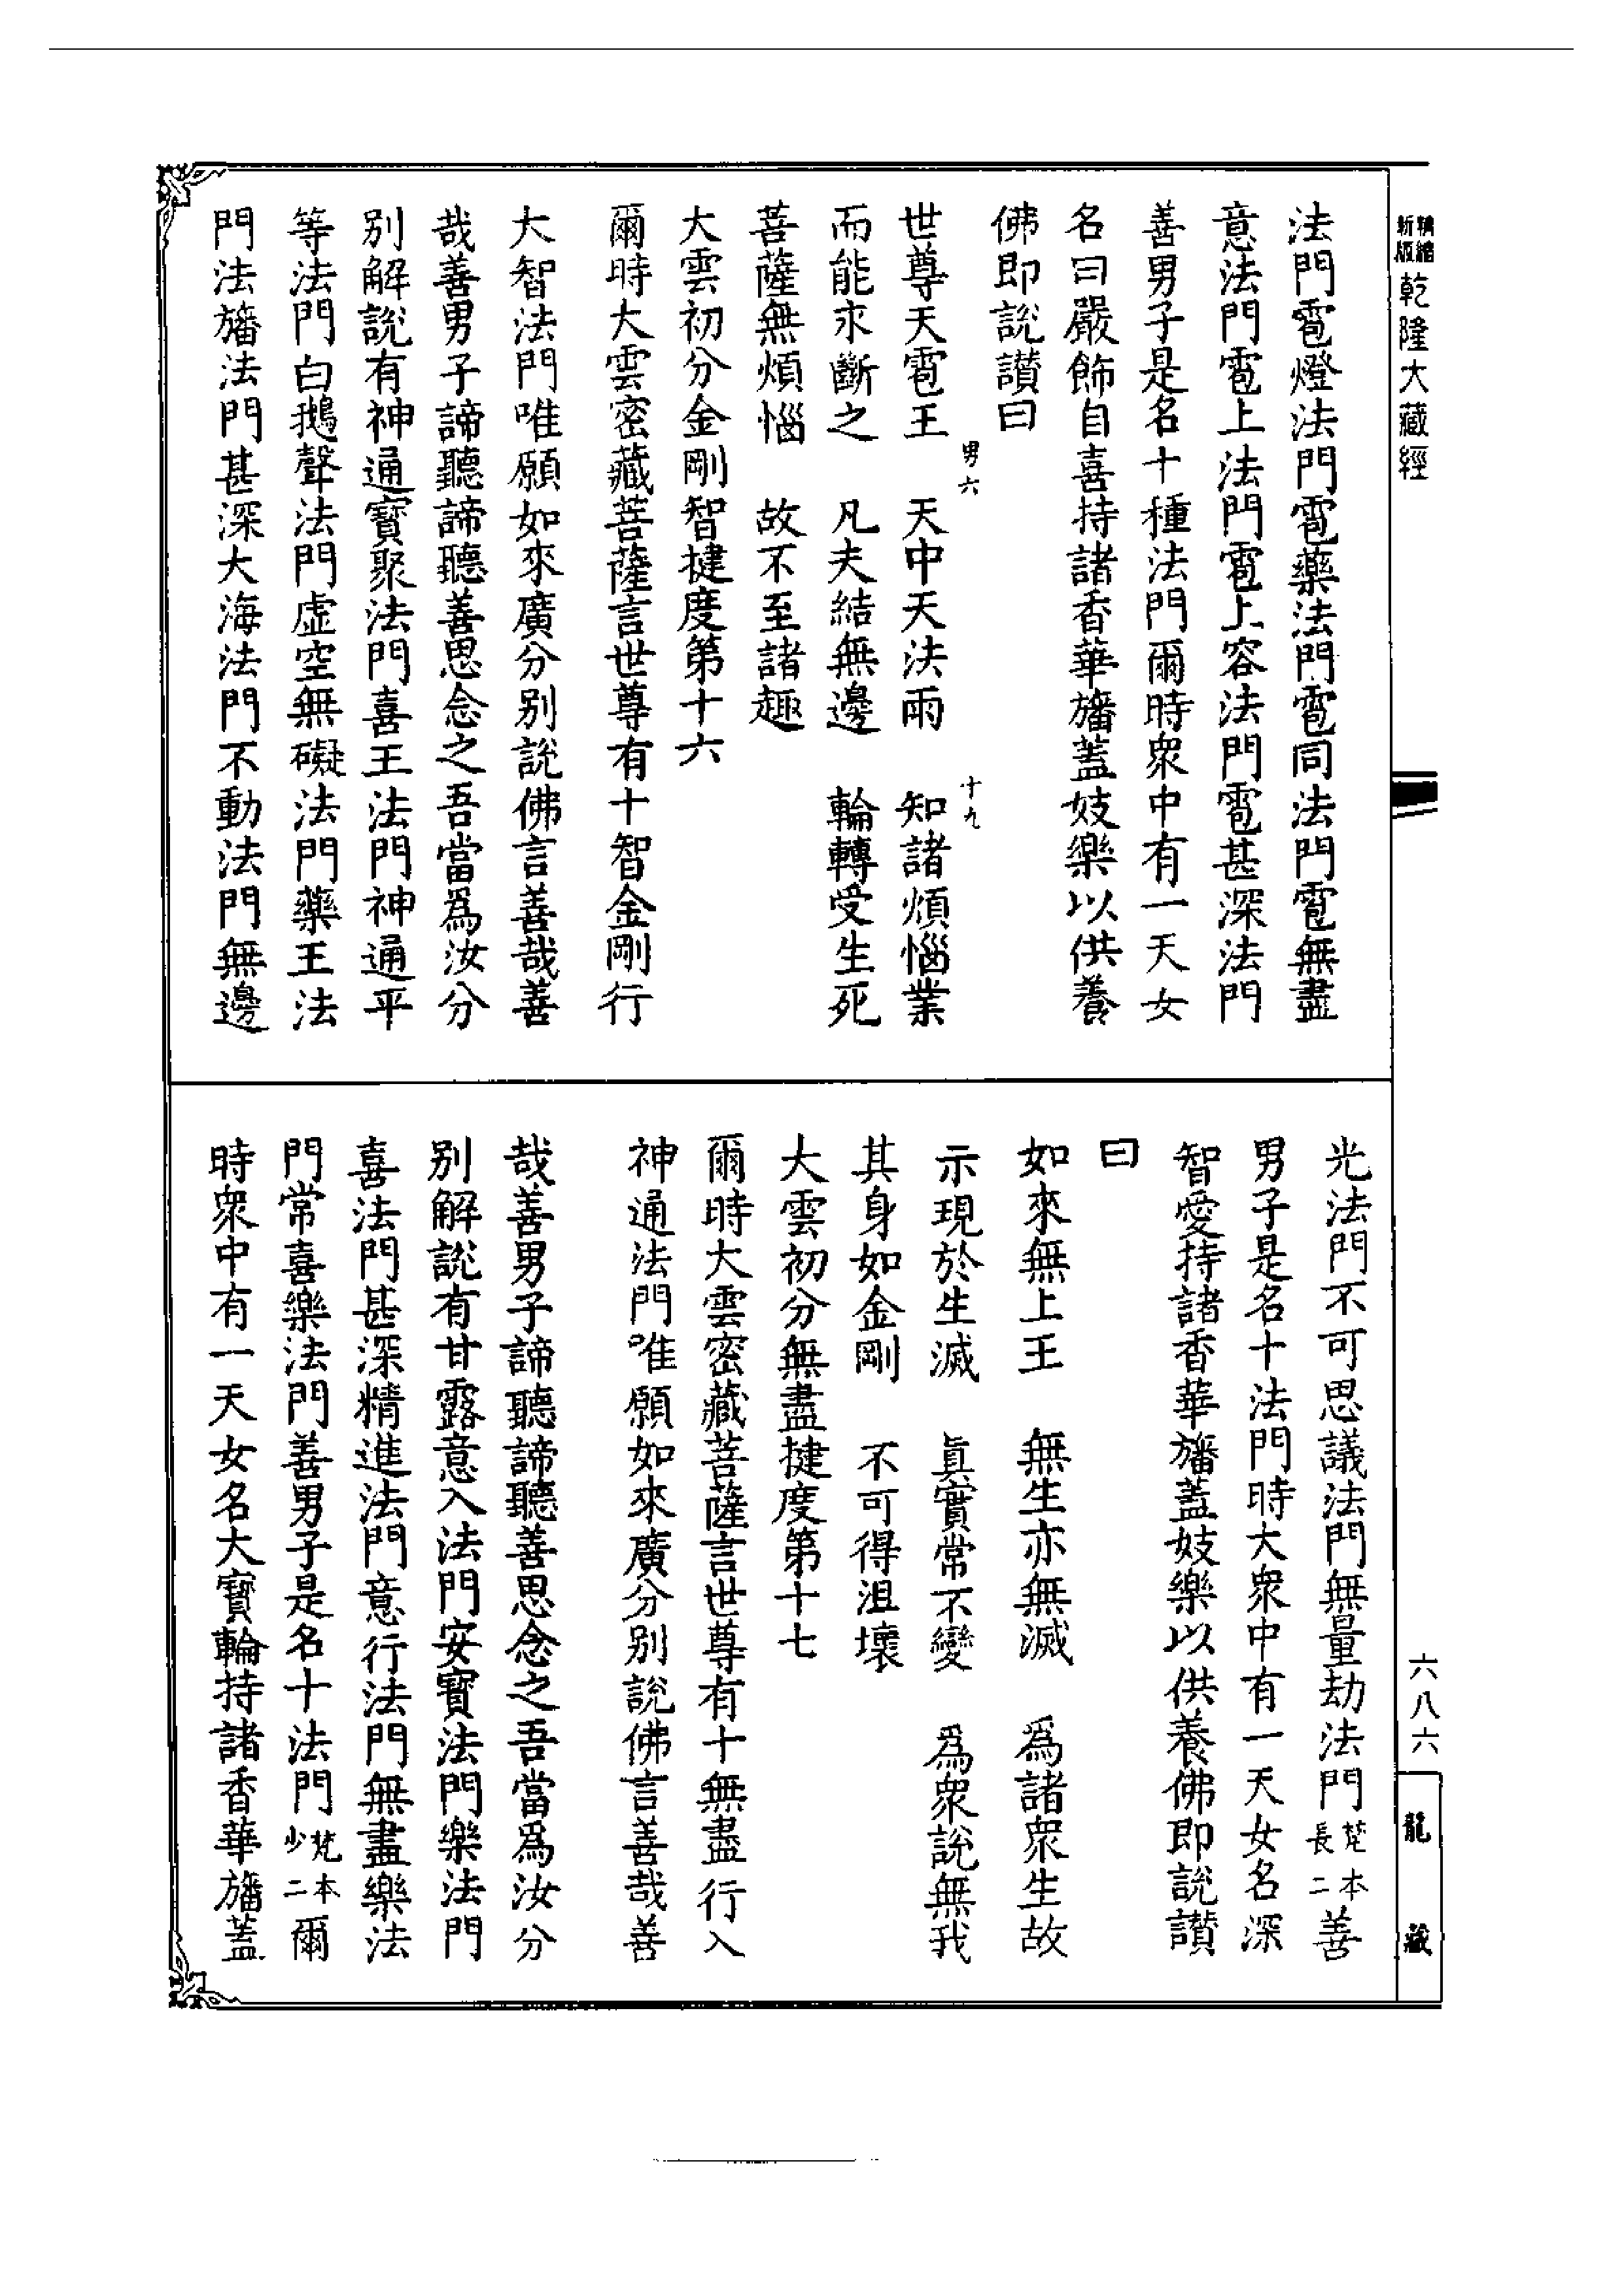 精縮新版乾隆大藏經
法門雹燈法門雹藥法門雹同法門雹無盡
意法門雹上法門雹上容法門雹甚深法門
善男子是名十種法門爾時眾中有一天女
名曰嚴飾自喜持諸香華旛蓋妓樂以供養
佛即說讚曰
男六 十九
世尊天雹王 天中天法雨 知諸煩惱業
而能永斷之 凡夫結無邊 輪轉受生死
菩薩無煩惱 故不至諸趣
大雲初分金剛智揵度第十六
爾時大雲密藏菩薩言世尊有十智金剛行
大智法門唯願如來廣分別說佛言善哉善
哉善男子諦聽諦聽善思念之吾當爲汝分
別解說有神通寶聚法門喜王法門神通平
等法門白鵝聲法門虛空無礙法門藥王法
門法旛法門甚深大海法門不動法門無邊
光法門不可思議法門無量劫法門梵本長二善
男子是名十法門時大眾中有一天女名深
智愛持諸香華旛蓋妓樂以供養佛即說讚
曰
如來無上王 無生亦無滅 爲諸衆生故
示現於生滅 眞實常不變 爲衆說無我
其身如金剛 不可得沮壞
大雲初分無盡揵度第十七
爾時大雲密藏菩薩言世尊有十無盡行入
神通法門唯願如來廣分別說佛言善哉善
哉善男子諦聽諦聽善思念之吾當爲汝分
別解說有甘露意入法門安寶法門樂法門
喜法門甚深精進法門意行法門無盡樂法
門常喜樂法門善男子是名十法門梵本少二爾
時眾中有一天女名大寶輪持諸香華旛蓋
六八六
龍藏